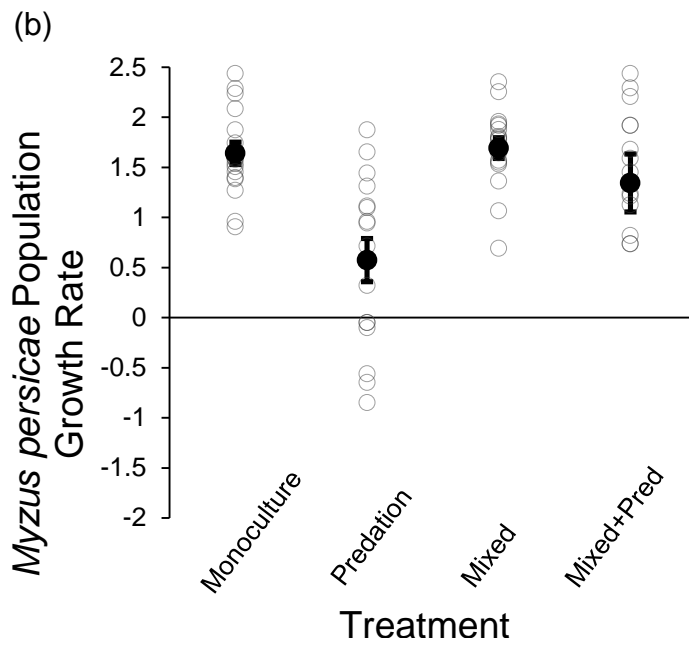 (b)
Myzus persicae Population
Growth Rate
2.5
2
1.5
1
0.5
0
-0.5
-1
-1.5
-2
Monoculture
Predation
Mixed
Mixed+Pred
Treatment